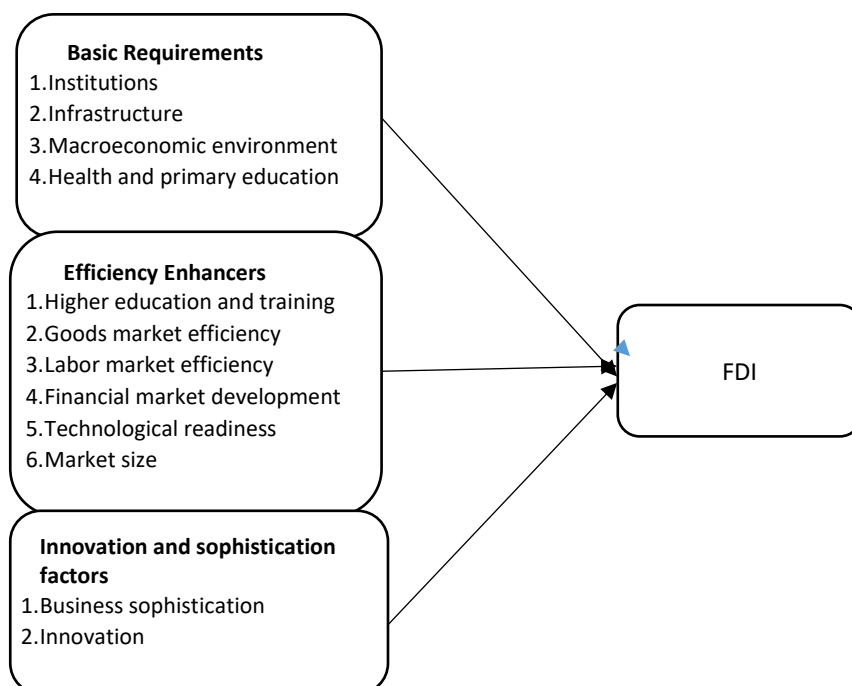 Basic Requirements
1.Institutions
2.Infrastructure
3.Macroeconomic environment
4.Health and primary education
Efficiency Enhancers
1.Higher education and training
2.Goods market efficiency
3.Labor market efficiency
4.Financial market development
5.Technological readiness
6.Market size
Innovation and sophistication
factors
1.Business sophistication
2.Innovation
FDI